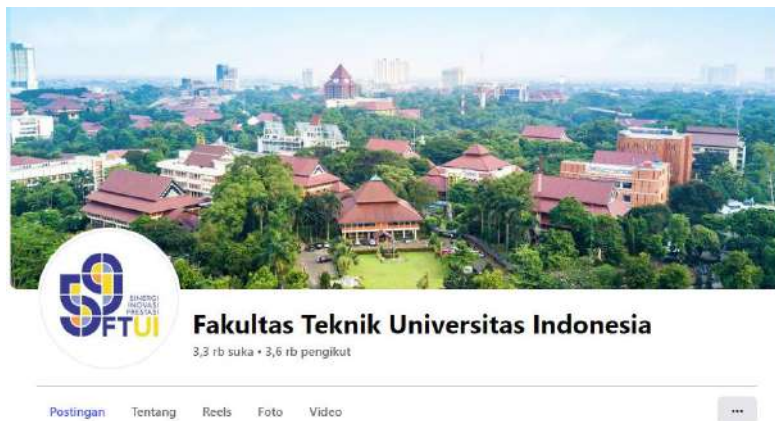 59
SINERGI
INOVASI
PRESTASI
FTUI
Fakultas Teknik Universitas Indonesia
3,3 rb suka • 3,6 rb pengikut
Postingan Tentang Reels Foto Video
...